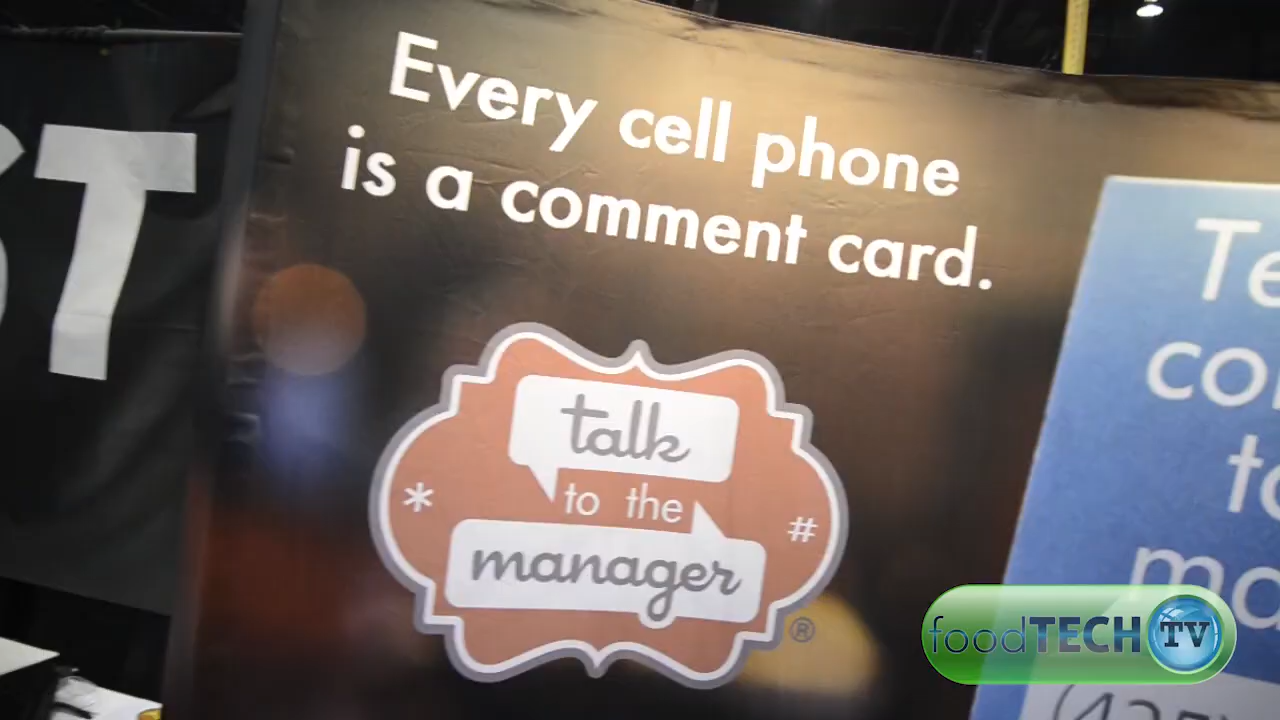 Every cell phone
is a comment card.
talk
to the
manager
* #
®
foodTECH TV